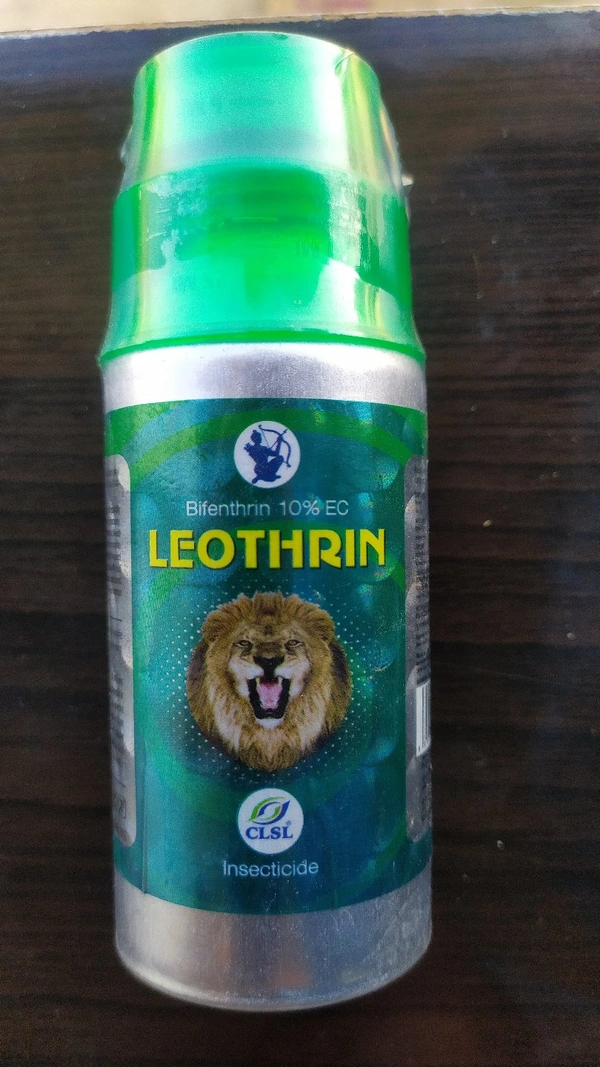 Bifenthrin 10% EC
LEOTHRIN
CLSL
Insecticide